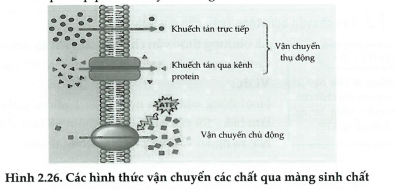 Khuếch tán trực tiếp
Vận chuyển
thụ động
Khuếch tán qua kênh
protein
ATP
Vận chuyển chủ động
Hình 2.26. Các hình thức vận chuyển các chất qua màng sinh chất